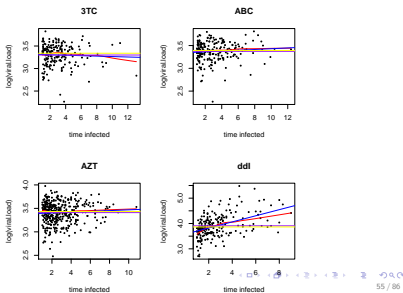 3TC
ABC
log(viral.load)
2.5 3.0 3.5
2 4 6 8 10 12
time infected
log(viral.load)
2.5 3.0 3.5
2 4 6 8 10 12
time infected
AZT
ddI
log(viral.load)
2.5 3.0 3.5 4.0
2 4 6 8 10
time infected
log(viral.load)
3.0 4.0 5.0
2 4 6 8
time infected
55 / 86